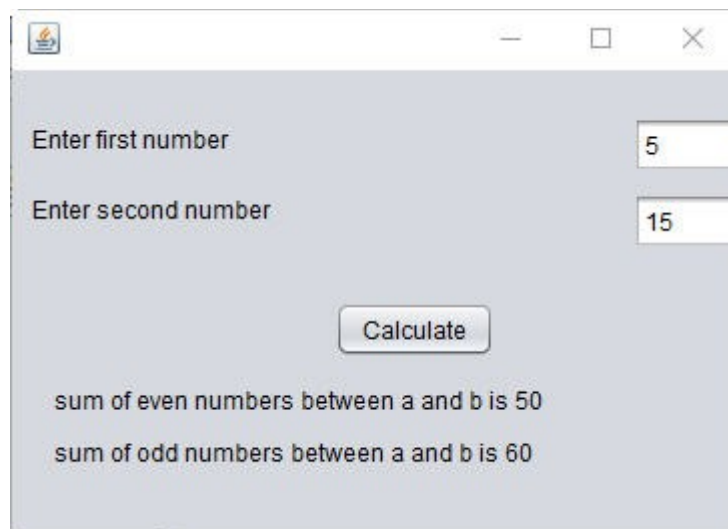 Enter first number 5
Enter second number 15
Calculate
sum of even numbers between a and b is 50
sum of odd numbers between a and b is 60